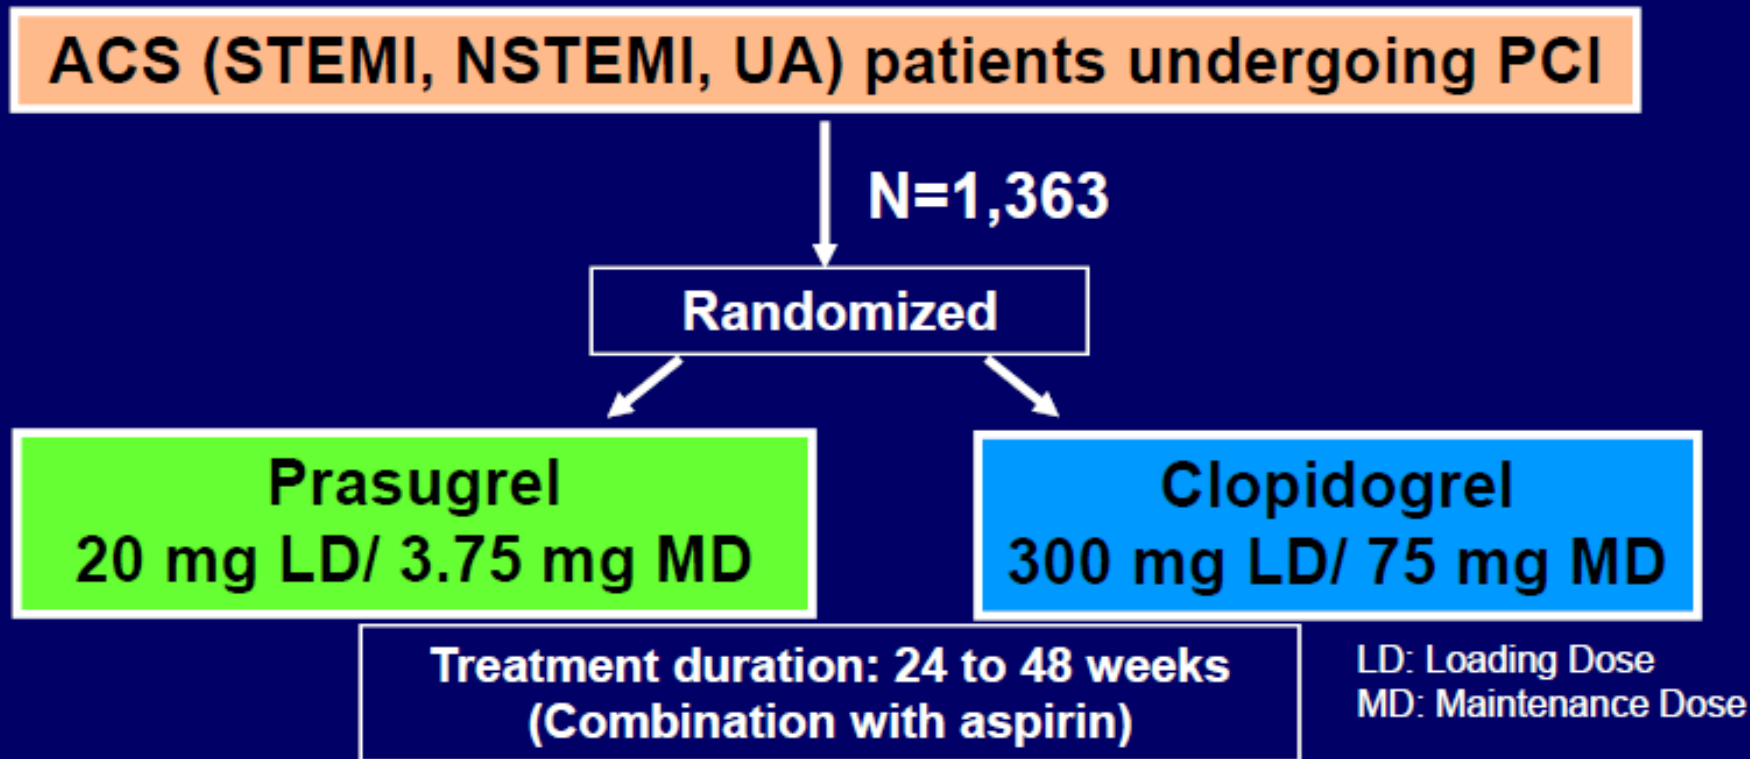 ACS (STEMI, NSTEMI, UA) patients undergoing PCI
N=1,363
Randomized
Prasugrel
20 mg LD/ 3.75 mg MD
Clopidogrel
300 mg LD/ 75 mg MD
Treatment duration: 24 to 48 weeks
(Combination with aspirin)
LD: Loading Dose
MD: Maintenance Dose